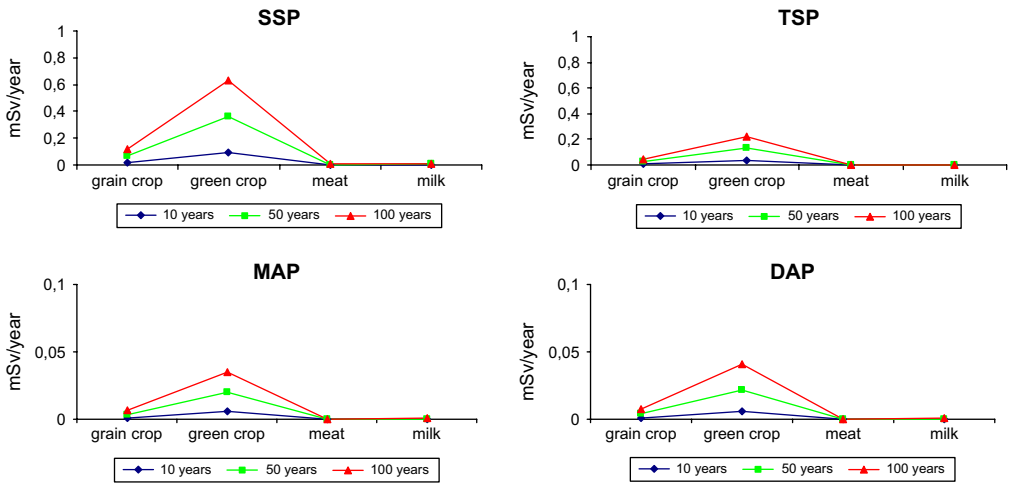 SSP
mSv/year
1
0,8
0,6
0,4
0,2
0
grain crop green crop meat milk
10 years 50 years 100 years
TSP
mSv/year
1
0,8
0,6
0,4
0,2
0
grain crop green crop meat milk
10 years 50 years 100 years
MAP
mSv/year
0,1
0,05
0
grain crop green crop meat milk
10 years 50 years 100 years
DAP
mSv/year
0,1
0,05
0
grain crop green crop meat milk
10 years 50 years 100 years